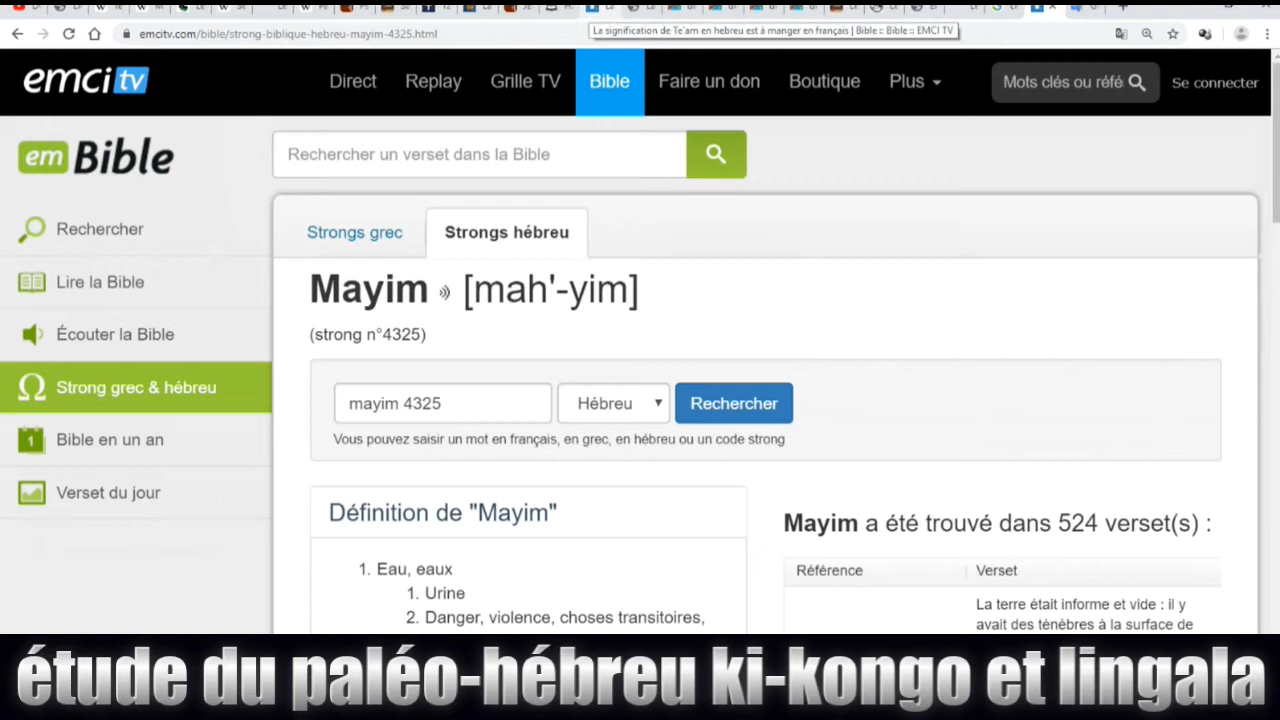 La signification de Te'am en hebreu est à manger en français | Bible :: Bible :: EMCI TV
emcitv.com/bible/strong-biblique-hebreu-mayim-4325.html
emci tv
Direct
Replay
Grille TV
Bible
Faire un don
Boutique
Plus
Mots clés ou réfé
Se connecter
em Bible
Rechercher un verset dans la Bible
Rechercher
Lire la Bible
Écouter la Bible
Strong grec & hébreu
Bible en un an
Verset du jour
Strongs grec
Strongs hébreu
Mayim [mah'-yim]
(strong n°4325)
mayim 4325
Hébreu
Rechercher
Vous pouvez saisir un mot en français, en grec, en hébreu ou un code strong
Définition de "Mayim"
1. Eau, eaux
1. Urine
2. Danger, violence, choses transitoires,
Mayim a été trouvé dans 524 verset(s) :
Référence
Verset
La terre était informe et vide : il y
avait des ténèbres à la surface de
étude du paléo-hébreu ki-kongo et lingala